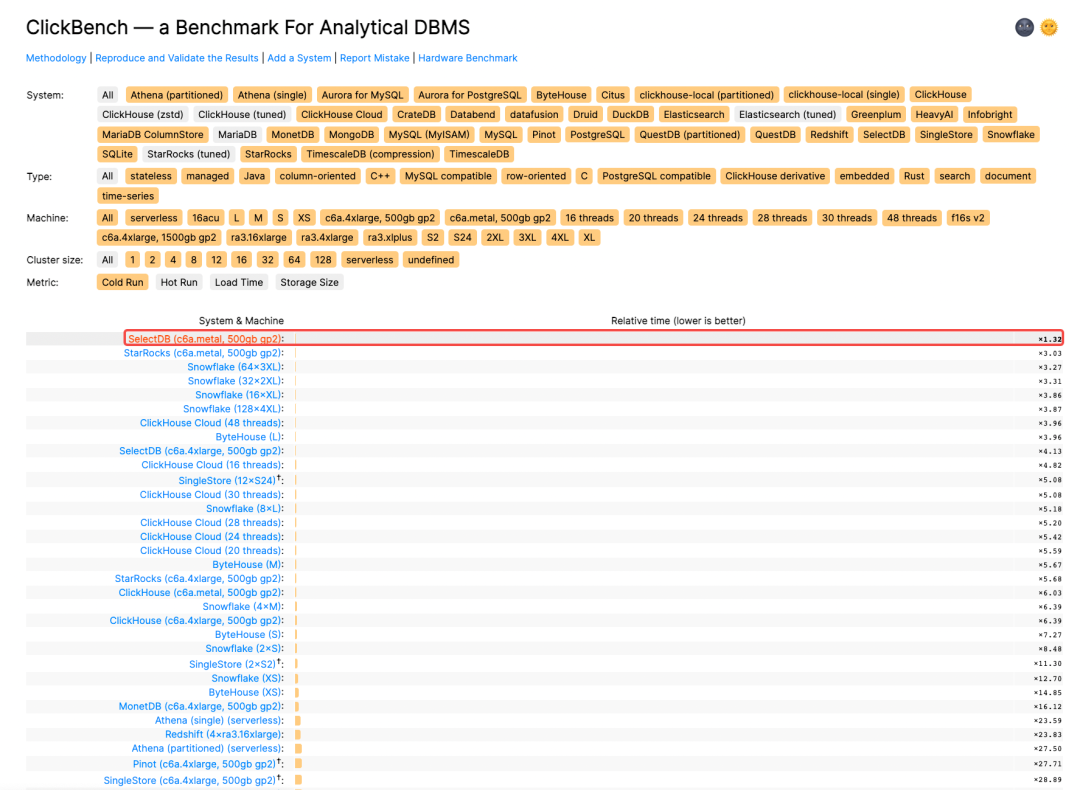 ClickBench — a Benchmark For Analytical DBMS
Methodology | Reproduce and Validate the Results | Add a System | Report Mistake | Hardware Benchmark
System: All Athena (partitioned) Athena (single) Aurora for MySQL Aurora for PostgreSQL ByteHouse Citus clickhouse-local (partitioned) clickhouse-local (single) ClickHouse
ClickHouse (zstd) ClickHouse (tuned) ClickHouse Cloud CrateDB Databend datafusion Druid DuckDB Elasticsearch Elasticsearch (tuned) Greenplum HeavyAI Infobright
MariaDB ColumnStore MariaDB MonetDB MongoDB MySQL (MyISAM) MySQL Pinot PostgreSQL QuestDB (partitioned) QuestDB Redshift SelectDB SingleStore Snowflake
SQLite StarRocks (tuned) StarRocks TimescaleDB (compression) TimescaleDB
Type: All stateless managed Java column-oriented C++ MySQL compatible row-oriented C PostgreSQL compatible ClickHouse derivative embedded Rust search document
time-series
Machine: All serverless 16acu L M S XS c6a.4xlarge, 500gb gp2 c6a.metal, 500gb gp2 16 threads 20 threads 24 threads 28 threads 30 threads 48 threads f16s v2
c6a.4xlarge, 1500gb gp2 ra3.16xlarge ra3.4xlarge ra3.xlplus S2 S24 2XL 3XL 4XL XL
Cluster size: All 1 2 4 8 12 16 32 64 128 serverless undefined
Metric: Cold Run Hot Run Load Time Storage Size
System & Machine Relative time (lower is better)
SelectDB (c6a.metal, 500gb gp2): ×1.32
StarRocks (c6a.metal, 500gb gp2): ×3.03
Snowflake (64×3XL): ×3.27
Snowflake (32×2XL): ×3.31
Snowflake (16×XL): ×3.86
Snowflake (128×4XL): ×3.87
ClickHouse Cloud (48 threads): ×3.96
ByteHouse (L): ×3.96
SelectDB (c6a.4xlarge, 500gb gp2): ×4.13
ClickHouse Cloud (16 threads): ×4.82
SingleStore (12×S24)†: ×5.08
ClickHouse Cloud (30 threads): ×5.08
Snowflake (8×L): ×5.18
ClickHouse Cloud (28 threads): ×5.20
ClickHouse Cloud (24 threads): ×5.42
ClickHouse Cloud (20 threads): ×5.59
ByteHouse (M): ×5.67
StarRocks (c6a.4xlarge, 500gb gp2): ×5.68
ClickHouse (c6a.metal, 500gb gp2): ×6.03
Snowflake (4×M): ×6.39
ClickHouse (c6a.4xlarge, 500gb gp2): ×6.39
ByteHouse (S): ×7.27
Snowflake (2×S): ×8.48
SingleStore (2×S2)†: ×11.30
Snowflake (XS): ×12.70
ByteHouse (XS): ×14.85
MonetDB (c6a.4xlarge, 500gb gp2): ×16.12
Athena (single) (serverless): ×23.59
Redshift (4×ra3.16xlarge): ×23.83
Athena (partitioned) (serverless): ×27.50
Pinot (c6a.4xlarge, 500gb gp2)†: ×27.71
SingleStore (c6a.4xlarge, 500gb gp2)†: ×28.89